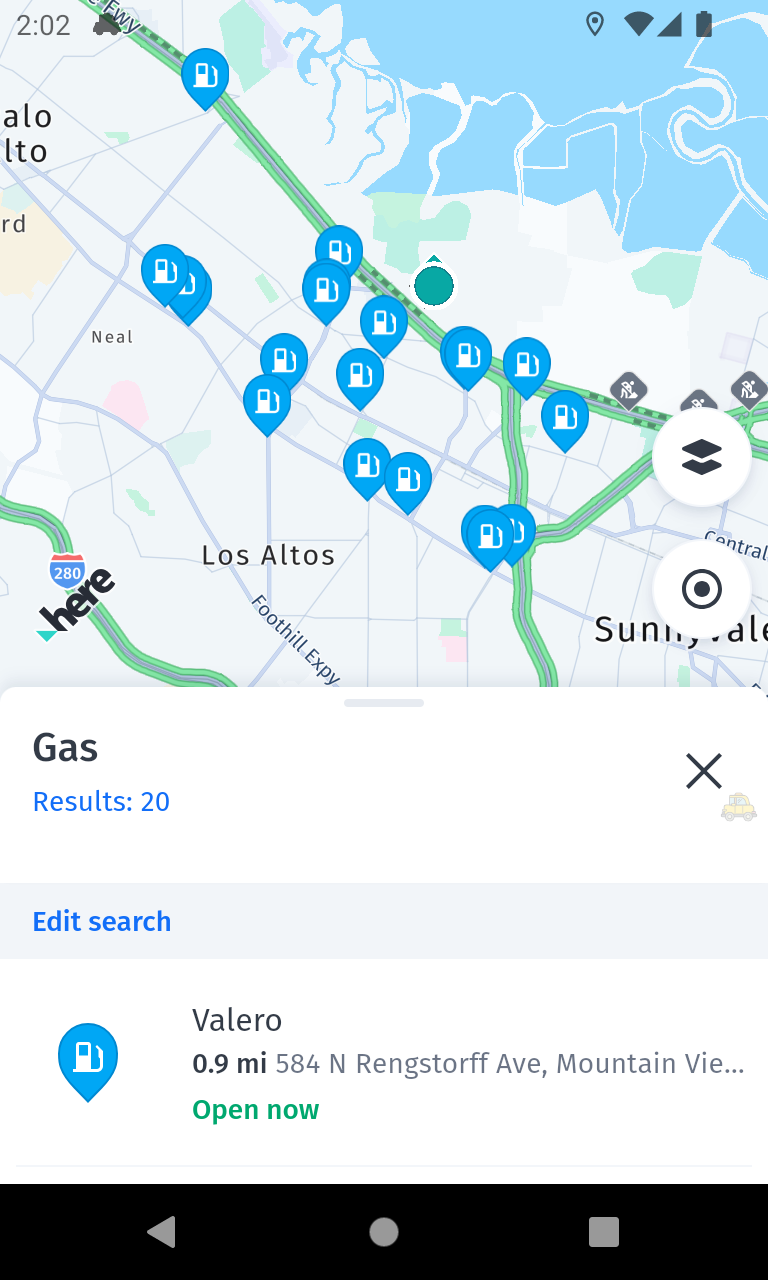 2:02
e Fwy
alo
lto
rd
Neal
Los Altos
280
here
Foothill Expy
Central
Sunnyvale
Gas
Results: 20
Edit search
Valero
0.9 mi 584 N Rengstorff Ave, Mountain Vie...
Open now